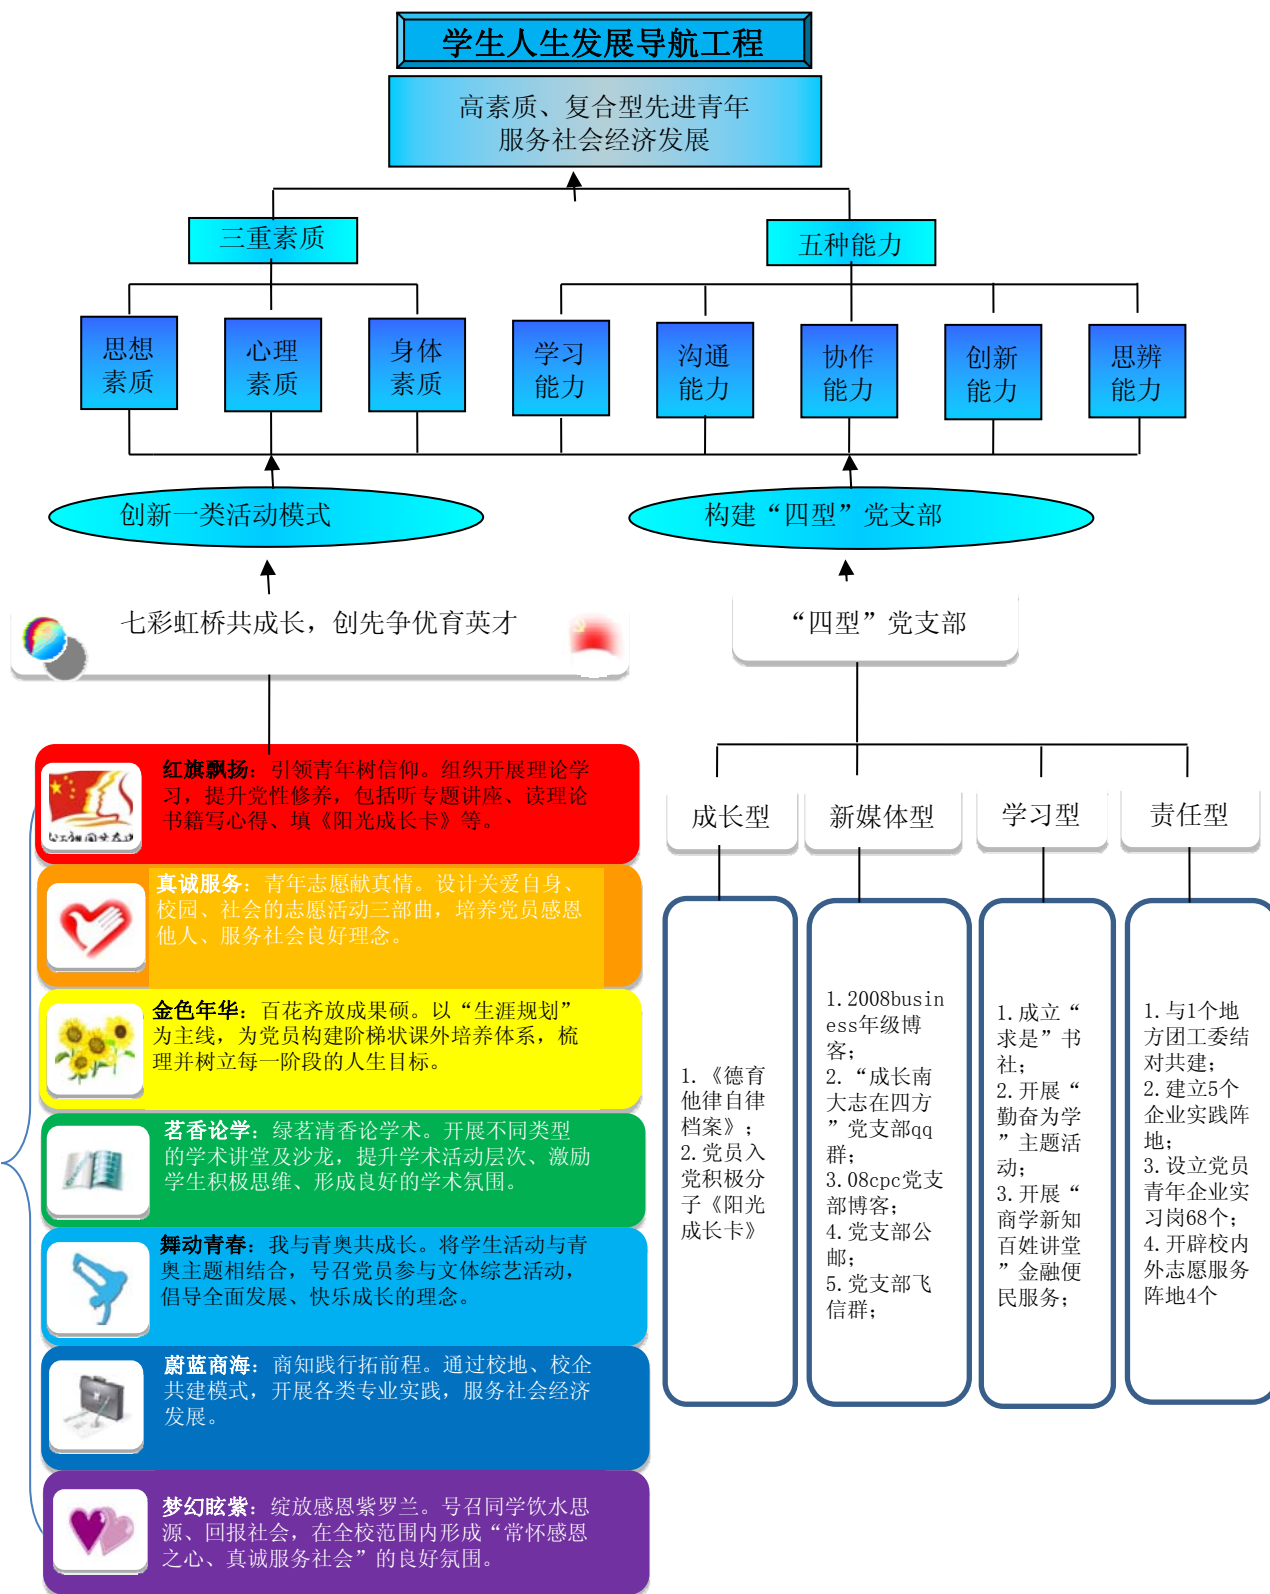 学生人生发展导航工程
高素质、复合型先进青年
服务社会经济发展
三重素质
五种能力
思想
素质
心理
素质
身体
素质
学习
能力
沟通
能力
协作
能力
创新
能力
思辨
能力
创新一类活动模式
构建“四型”党支部
七彩虹桥共成长，创先争优育英才
“四型”党支部
红旗飘扬：引领青年树信仰。组织开展理论学
习，提升党性修养，包括听专题讲座、读理论
书籍写心得、填《阳光成长卡》等。
真诚服务：青年志愿献真情。设计关爱自身、
校园、社会的志愿活动三部曲，培养党员感恩
他人、服务社会良好理念。
金色年华：百花齐放成果硕。以“生涯规划”
为主线，为党员构建阶梯状课外培养体系，梳
理并树立每一阶段的人生目标。
茗香论学：绿茗清香论学术。开展不同类型
的学术讲堂及沙龙，提升学术活动层次、激励
学生积极思维、形成良好的学术氛围。
舞动青春：我与青奥共成长。将学生活动与青
奥主题相结合，号召党员参与文体综艺活动，
倡导全面发展、快乐成长的理念。
蔚蓝商海：商知践行拓前程。通过校地、校企
共建模式，开展各类专业实践，服务社会经济
发展。
梦幻眩紫：绽放感恩紫罗兰。号召同学饮水思
源、回报社会，在全校范围内形成“常怀感恩
之心、真诚服务社会”的良好氛围。
成长型
新媒体型
学习型
责任型
1.《德育
他律自律
档案》；
2.党员入
党积极分
子《阳光
成长卡》
1.2008busin
ess年级博
客；
2.“成长南
大志在四方
”党支部qq
群；
3.08cpc党支
部博客；
4.党支部公
邮；
5.党支部飞
信群；
1.成立“
求是”书
社；
2.开展“
勤奋为学
”主题活
动；
3.开展“
商学新知
百姓讲堂
”金融便
民服务；
1.与1个地
方团工委结
对共建；
2.建立5个
企业实践阵
地；
3.设立党员
青年企业实
习岗68个；
4.开辟校内
外志愿服务
阵地4个